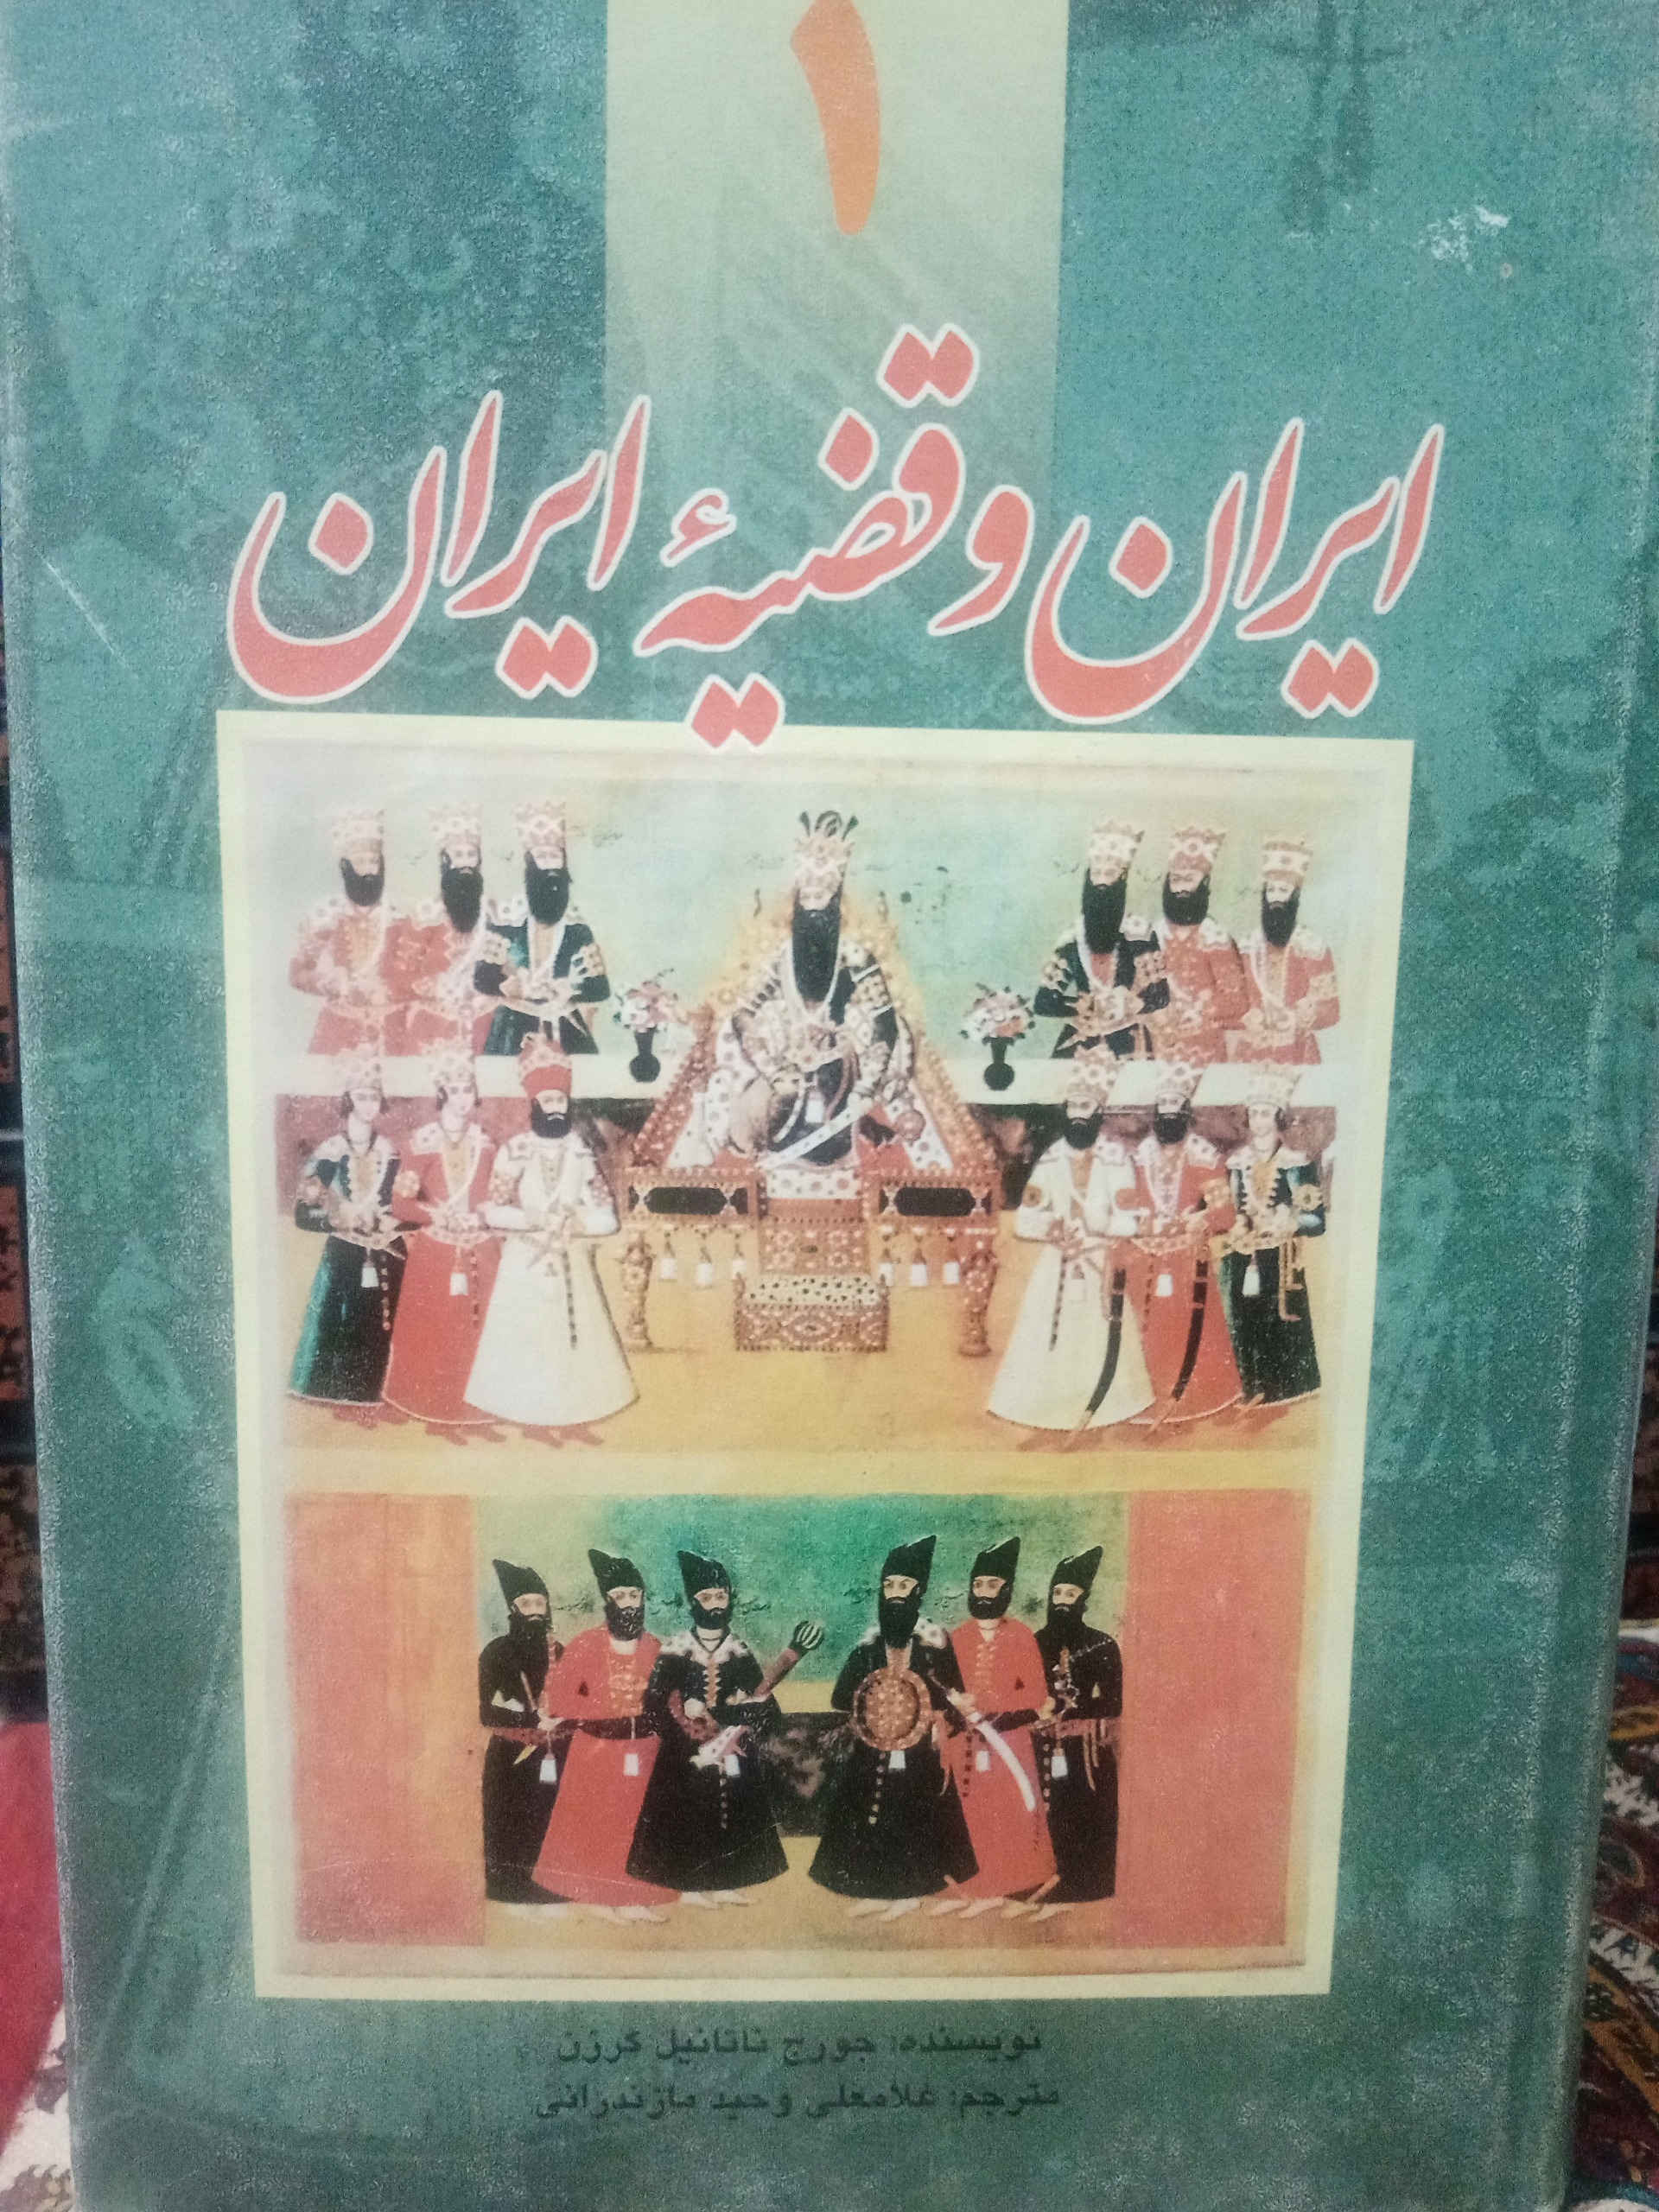 ۱
ایران و قضیهٔ ایران
نویسنده: جورج ناتانیل کرزن
مترجم: غلامعلی وحید مازندرانی